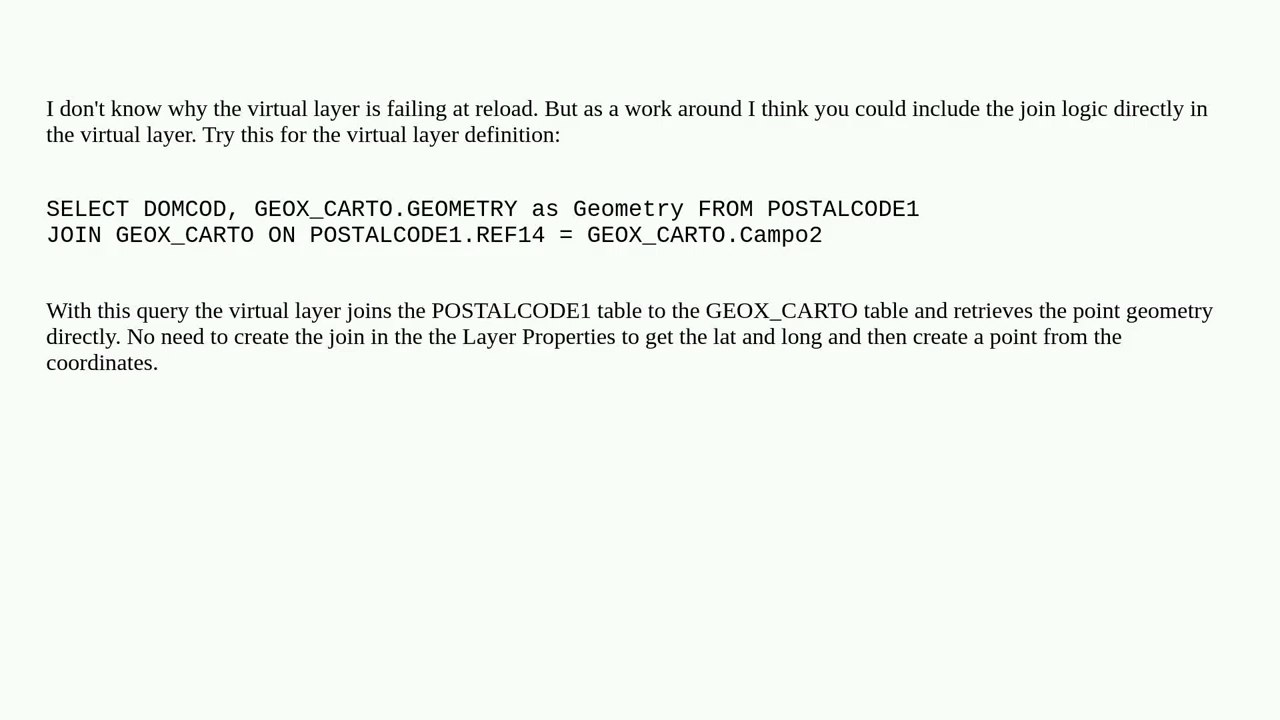 I don't know why the virtual layer is failing at reload. But as a work around I think you could include the join logic directly in
the virtual layer. Try this for the virtual layer definition:
SELECT DOMCOD, GEOX_CARTO.GEOMETRY as Geometry FROM POSTALCODE1
JOIN GEOX_CARTO ON POSTALCODE1.REF14 = GEOX_CARTO.Campo2
With this query the virtual layer joins the POSTALCODE1 table to the GEOX_CARTO table and retrieves the point geometry
directly. No need to create the join in the the Layer Properties to get the lat and long and then create a point from the
coordinates.